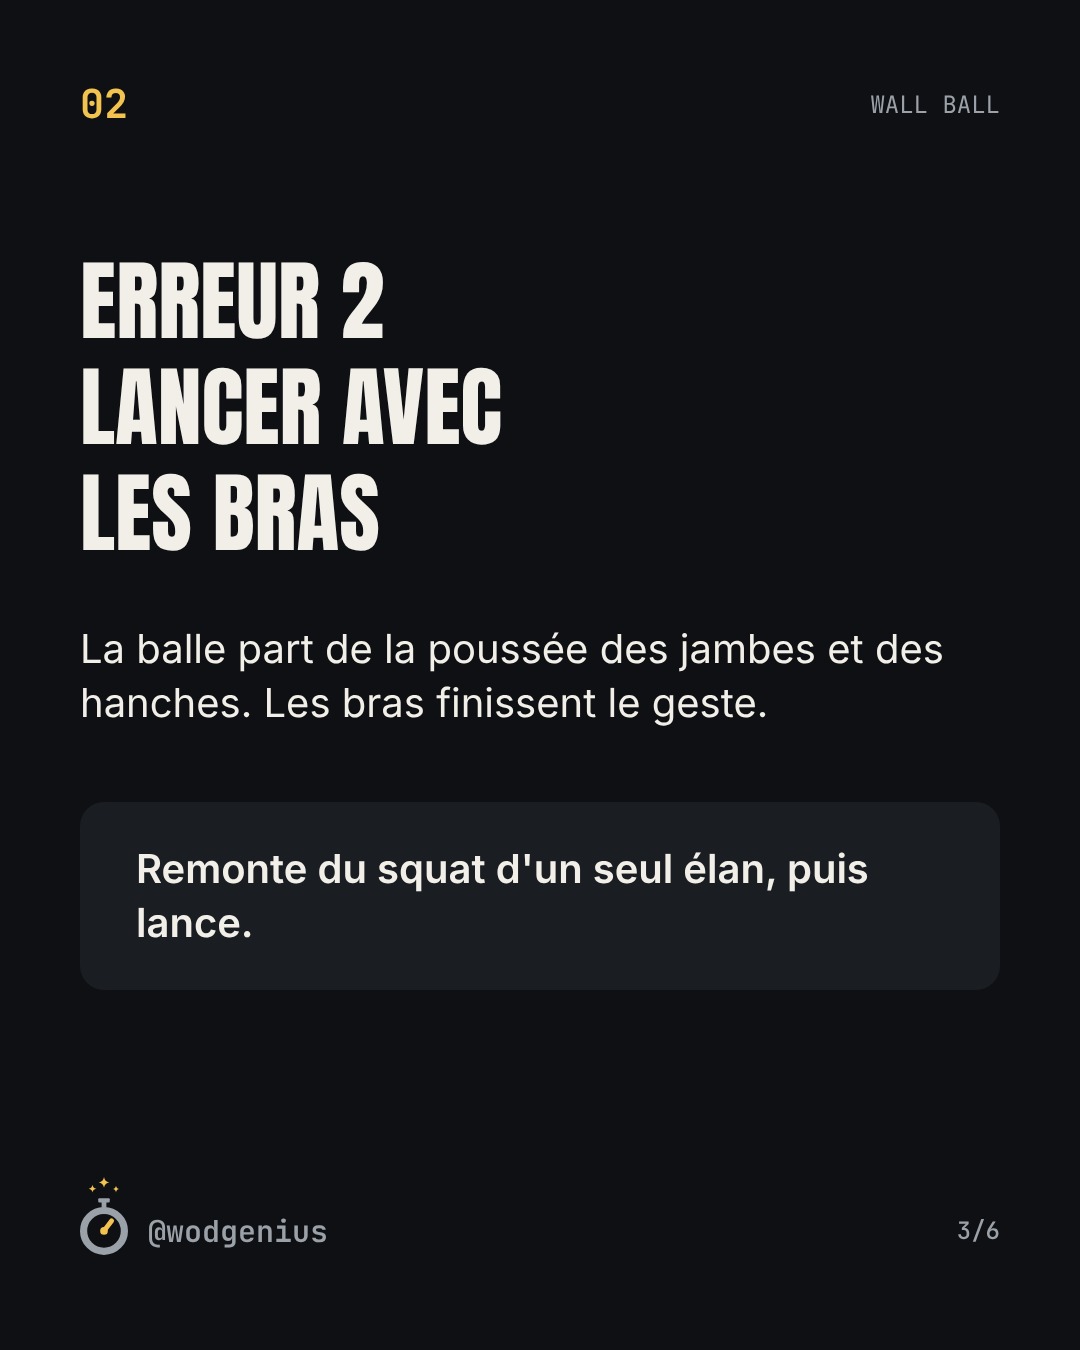 02
WALL BALL
ERREUR 2
LANCER AVEC
LES BRAS
La balle part de la poussée des jambes et des
hanches. Les bras finissent le geste.
Remonte du squat d'un seul élan, puis
lance.
@wodgenius
3/6